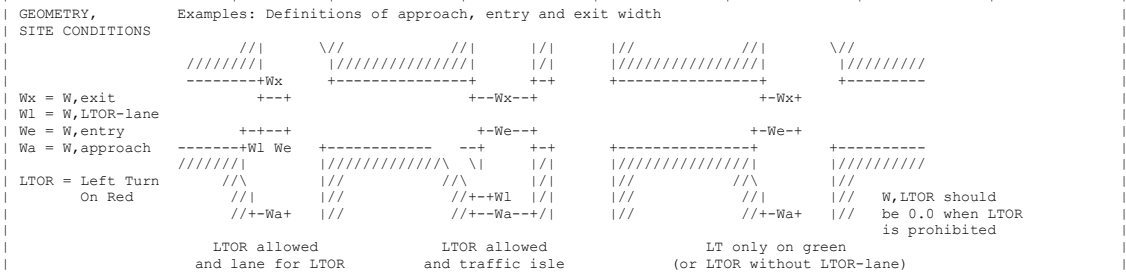 | GEOMETRY,         Examples: Definitions of approach, entry and exit width                                                    |
| SITE CONDITIONS                                                                                                              |
|                            //|       \//             //|       |/|       |//             //|         \//                      |
|                     ////////|         |///////////////|       |/|       |////////////////|           |/////////              |
|                     --------+Wx      +---------------+       +-+       +----------------+           +---------               |
| Wx = W,exit                 +--+                     +--Wx--+                           +-Wx+                                |
| Wl = W,LTOR-lane                                                                                                             |
| We = W,entry              +-+--+                      +-We--+                          +-We-+                                |
| Wa = W,approach    -------+Wl We   +------------   --+     +-+       +---------------+         +----------                   |
|                   ///////|         |/////////////\  \|     |/|       |///////////////|         |//////////                   |
| LTOR = Left Turn       //\         |//          //\        |/|       |//            //\        |//                           |
|        On Red           //|        |//           //+-+Wl   |/|       |//             //|       |//   W,LTOR should           |
|                         //+-Wa+    |//           //+--Wa--+/|        |//             //+-Wa+   |//   be 0.0 when LTOR        |
|                                                                                                      is prohibited           |
|                       LTOR allowed              LTOR allowed                   LT only on green                              |
|                     and lane for LTOR         and traffic isle            (or LTOR without LTOR-lane)                        |